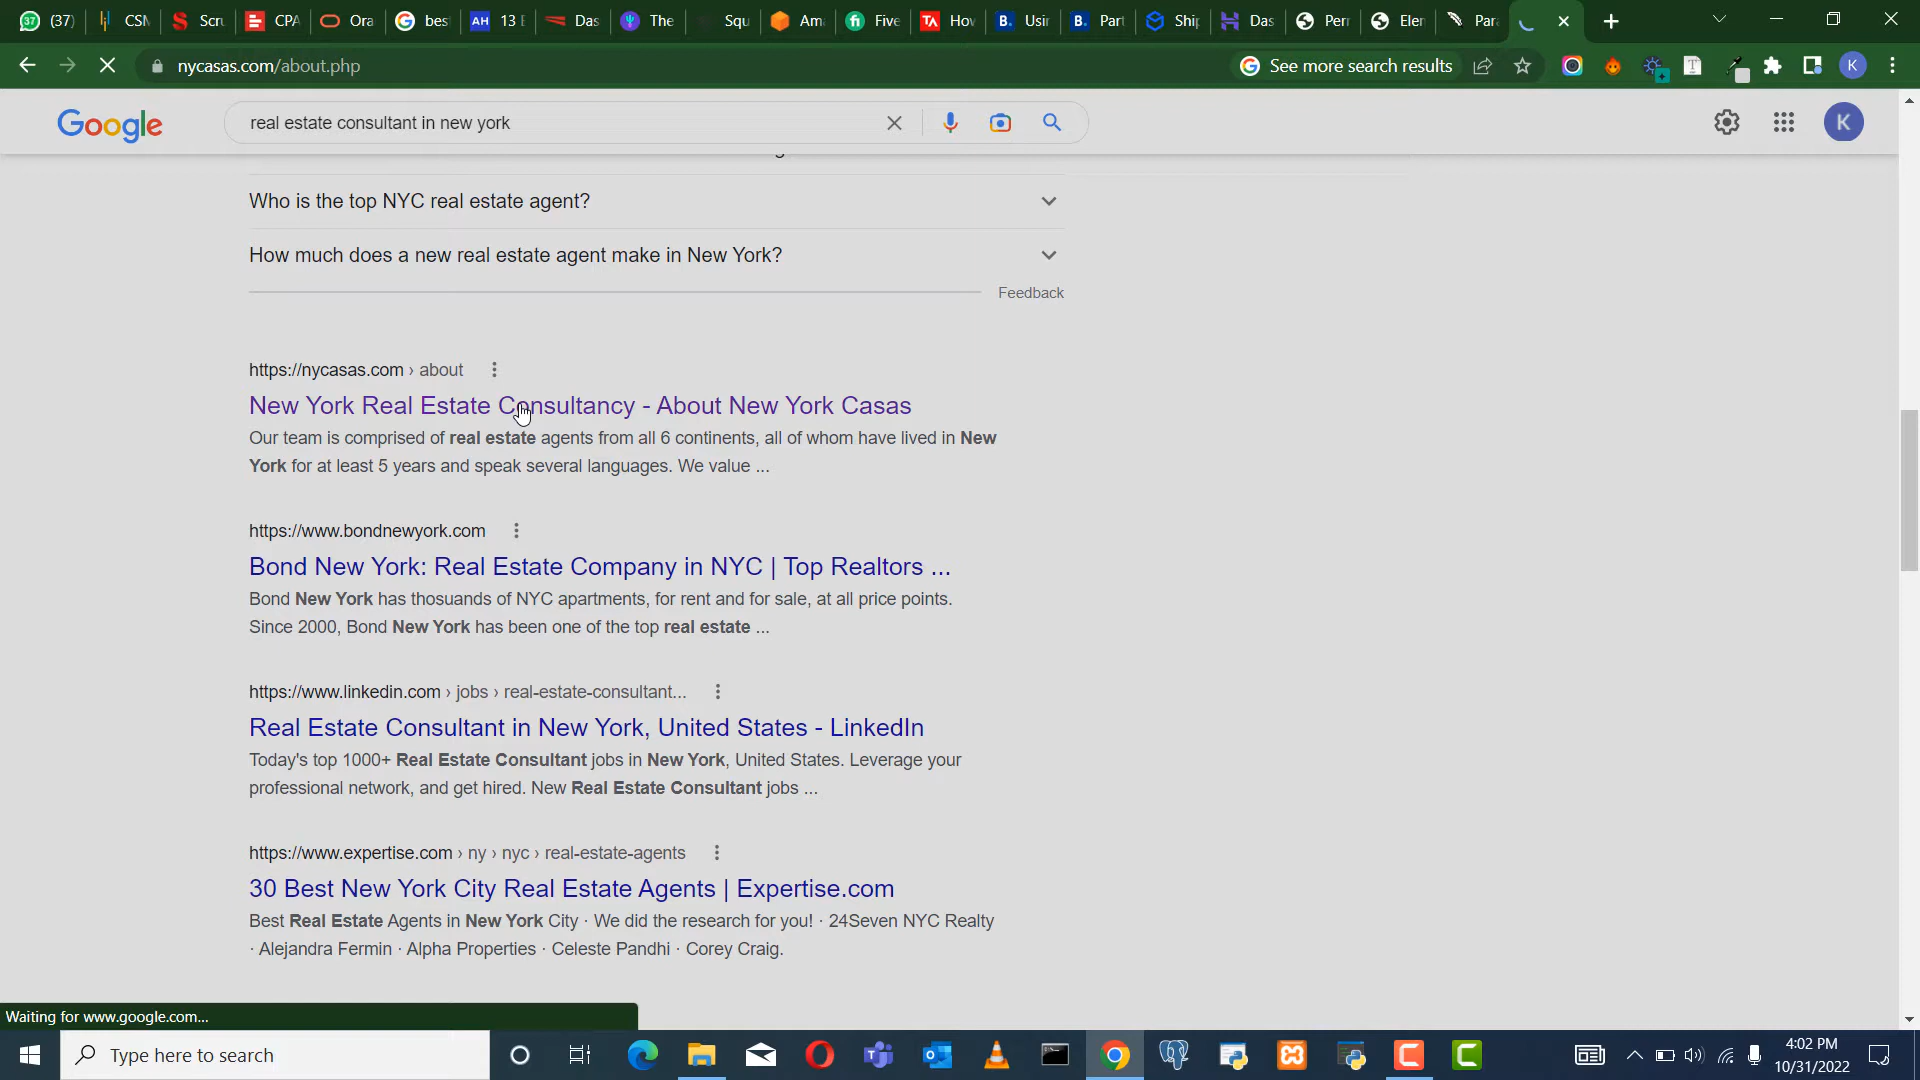 (37) CSM Scru CPA Ora best 13 E Das The Squ Ama Five How Usin Part Ship Das Perr Eler Para
nycasas.com/about.php See more search results K
Google real estate consultant in new york K
Who is the top NYC real estate agent?
How much does a new real estate agent make in New York?
Feedback
https://nycasas.com › about
New York Real Estate Consultancy - About New York Casas
Our team is comprised of real estate agents from all 6 continents, all of whom have lived in New
York for at least 5 years and speak several languages. We value ...
https://www.bondnewyork.com
Bond New York: Real Estate Company in NYC | Top Realtors ...
Bond New York has thosuands of NYC apartments, for rent and for sale, at all price points.
Since 2000, Bond New York has been one of the top real estate ...
https://www.linkedin.com › jobs › real-estate-consultant...
Real Estate Consultant in New York, United States - LinkedIn
Today's top 1000+ Real Estate Consultant jobs in New York, United States. Leverage your
professional network, and get hired. New Real Estate Consultant jobs ...
https://www.expertise.com › ny › nyc › real-estate-agents
30 Best New York City Real Estate Agents | Expertise.com
Best Real Estate Agents in New York City · We did the research for you! · 24Seven NYC Realty
· Alejandra Fermin · Alpha Properties · Celeste Pandhi · Corey Craig.
Waiting for www.google.com...
Type here to search
4:02 PM
10/31/2022